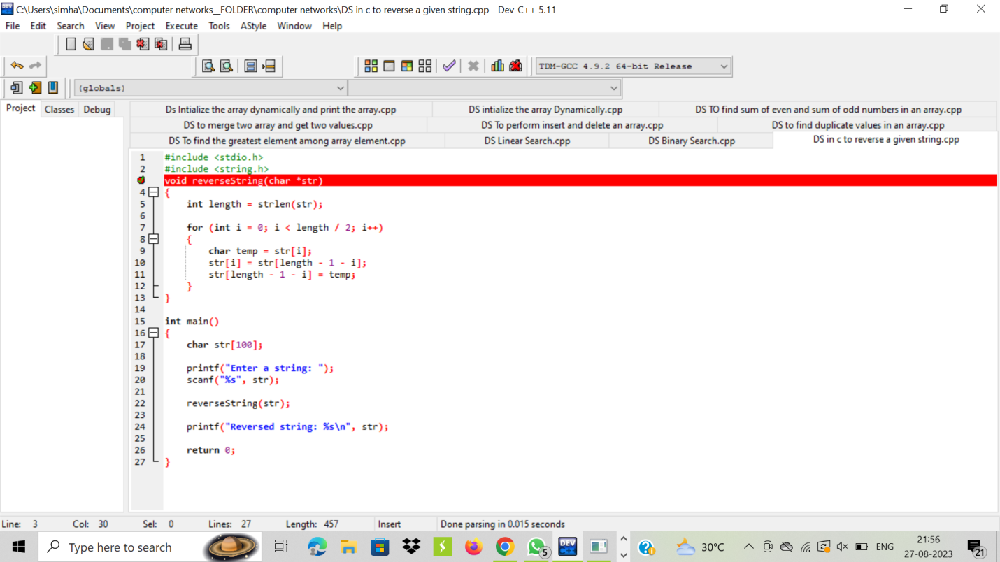 C:\Users\simha\Documents\computer networks__FOLDER\computer networks\DS in c to reverse a given string.cpp - Dev-C++ 5.11
File Edit Search View Project Execute Tools AStyle Window Help
TDM-GCC 4.9.2 64-bit Release
(globals)
Project Classes Debug
Ds Intialize the array dynamically and print the array.cpp DS intialize the array Dynamically.cpp DS TO find sum of even and sum of odd numbers in an array.cpp
DS to merge two array and get two values.cpp DS To perform insert and delete an array.cpp DS to find duplicate values in an array.cpp
DS To find the greatest element among array element.cpp DS Linear Search.cpp DS Binary Search.cpp DS in c to reverse a given string.cpp
1 #include <stdio.h>
2 #include <string.h>
void reverseString(char *str)
4 {
5 int length = strlen(str);
6
7 for (int i = 0; i < length / 2; i++)
8 {
9 char temp = str[i];
10 str[i] = str[length - 1 - i];
11 str[length - 1 - i] = temp;
12 }
13 }
14
15 int main()
16 {
17 char str[100];
18
19 printf("Enter a string: ");
20 scanf("%s", str);
21
22 reverseString(str);
23
24 printf("Reversed string: %s\n", str);
25
26 return 0;
27 }
Line: 3 Col: 30 Sel: 0 Lines: 27 Length: 457 Insert Done parsing in 0.015 seconds
Type here to search 5 DEV 30°C ENG 21:56
27-08-2023 21